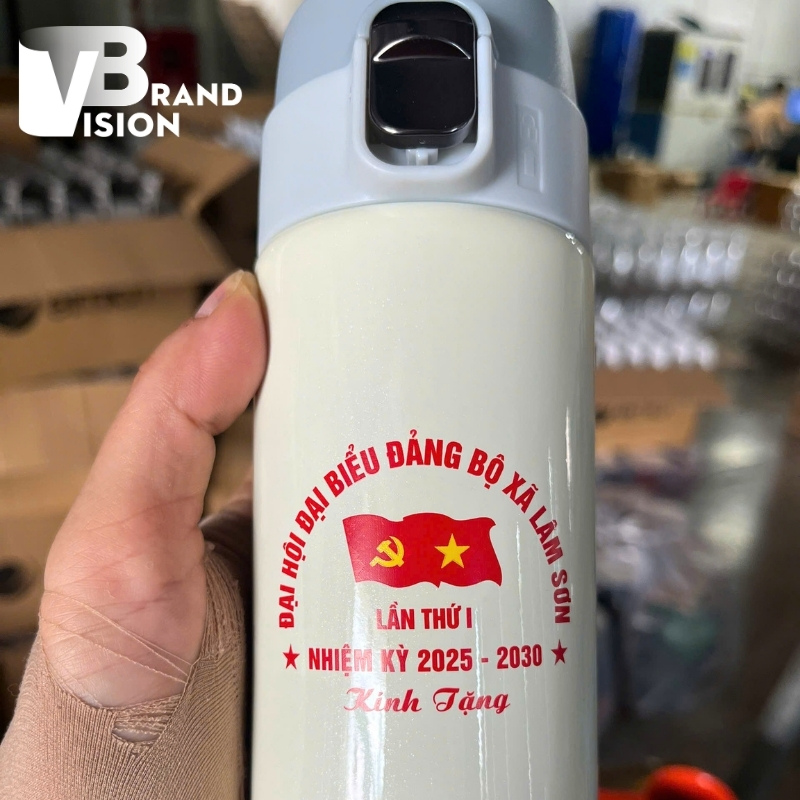 BRAND
VISION
ĐẠI HỘI ĐẠI BIỂU ĐẢNG BỘ XÃ LÂM SƠN
LẦN THỨ I
★ NHIỆM KỲ 2025 - 2030 ★
Kính Tặng